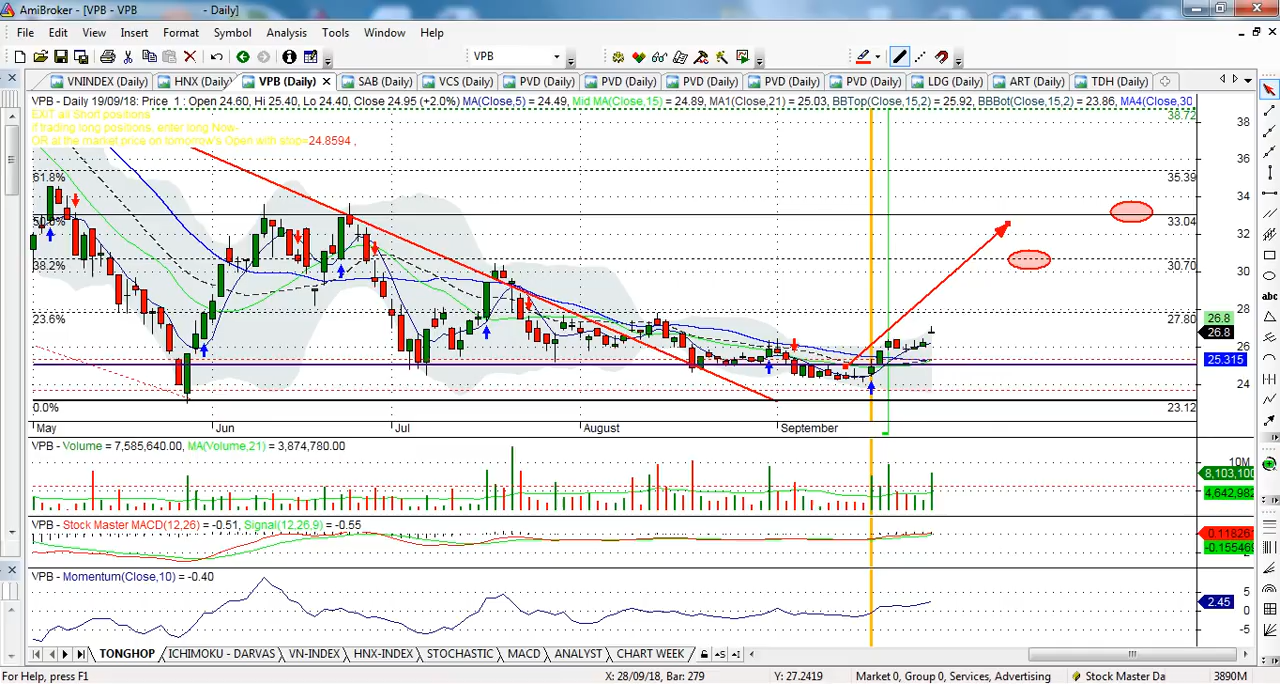 AmiBroker - [VPB - VPB - Daily]
File Edit View Insert Format Symbol Analysis Tools Window Help
VPB
VNINDEX (Daily) HNX (Daily) VPB (Daily) SAB (Daily) VCS (Daily) PVD (Daily) PVD (Daily) PVD (Daily) PVD (Daily) PVD (Daily) LDG (Daily) ART (Daily) TDH (Daily)
VPB - Daily 19/09/18: Price 1: Open 24.60, Hi 25.40, Lo 24.40, Close 24.95 (+2.0%) MA(Close,5) = 24.49, Mid MA(Close,15) = 24.89, MA1(Close,21) = 25.03, BBTop(Close,15,2) = 25.92, BBBot(Close,15,2) = 23.86, MA4(Close,30
EXIT all Short positions
if trading long positions, enter long Now-
OR at the market price on tomorrow's Open with stop=24.8594 ,
38.72
38
36
61.8%
35.39
34
50.0%
33.04
32
38.2%
30.70
30
28
23.6%
27.80
26.8
26.8
26
25.315
24
0.0%
23.12
May Jun Jul August September
VPB - Volume = 7,585,640.00, MA(Volume,21) = 3,874,780.00
10M
8,103,100
4,642,982
VPB - Stock Master MACD(12,26) = -0.51, Signal(12,26,9) = -0.55
0.118261
-0.155469
VPB - Momentum(Close,10) = -0.40
5
2.45
0
-5
TONGHOP ICHIMOKU - DARVAS VN-INDEX HNX-INDEX STOCHASTIC MACD ANALYST CHART WEEK
For Help, press F1
X: 28/09/18, Bar: 279
Y: 27.2419
Market 0, Group 0, Services, Advertising
Stock Master Da
3890M